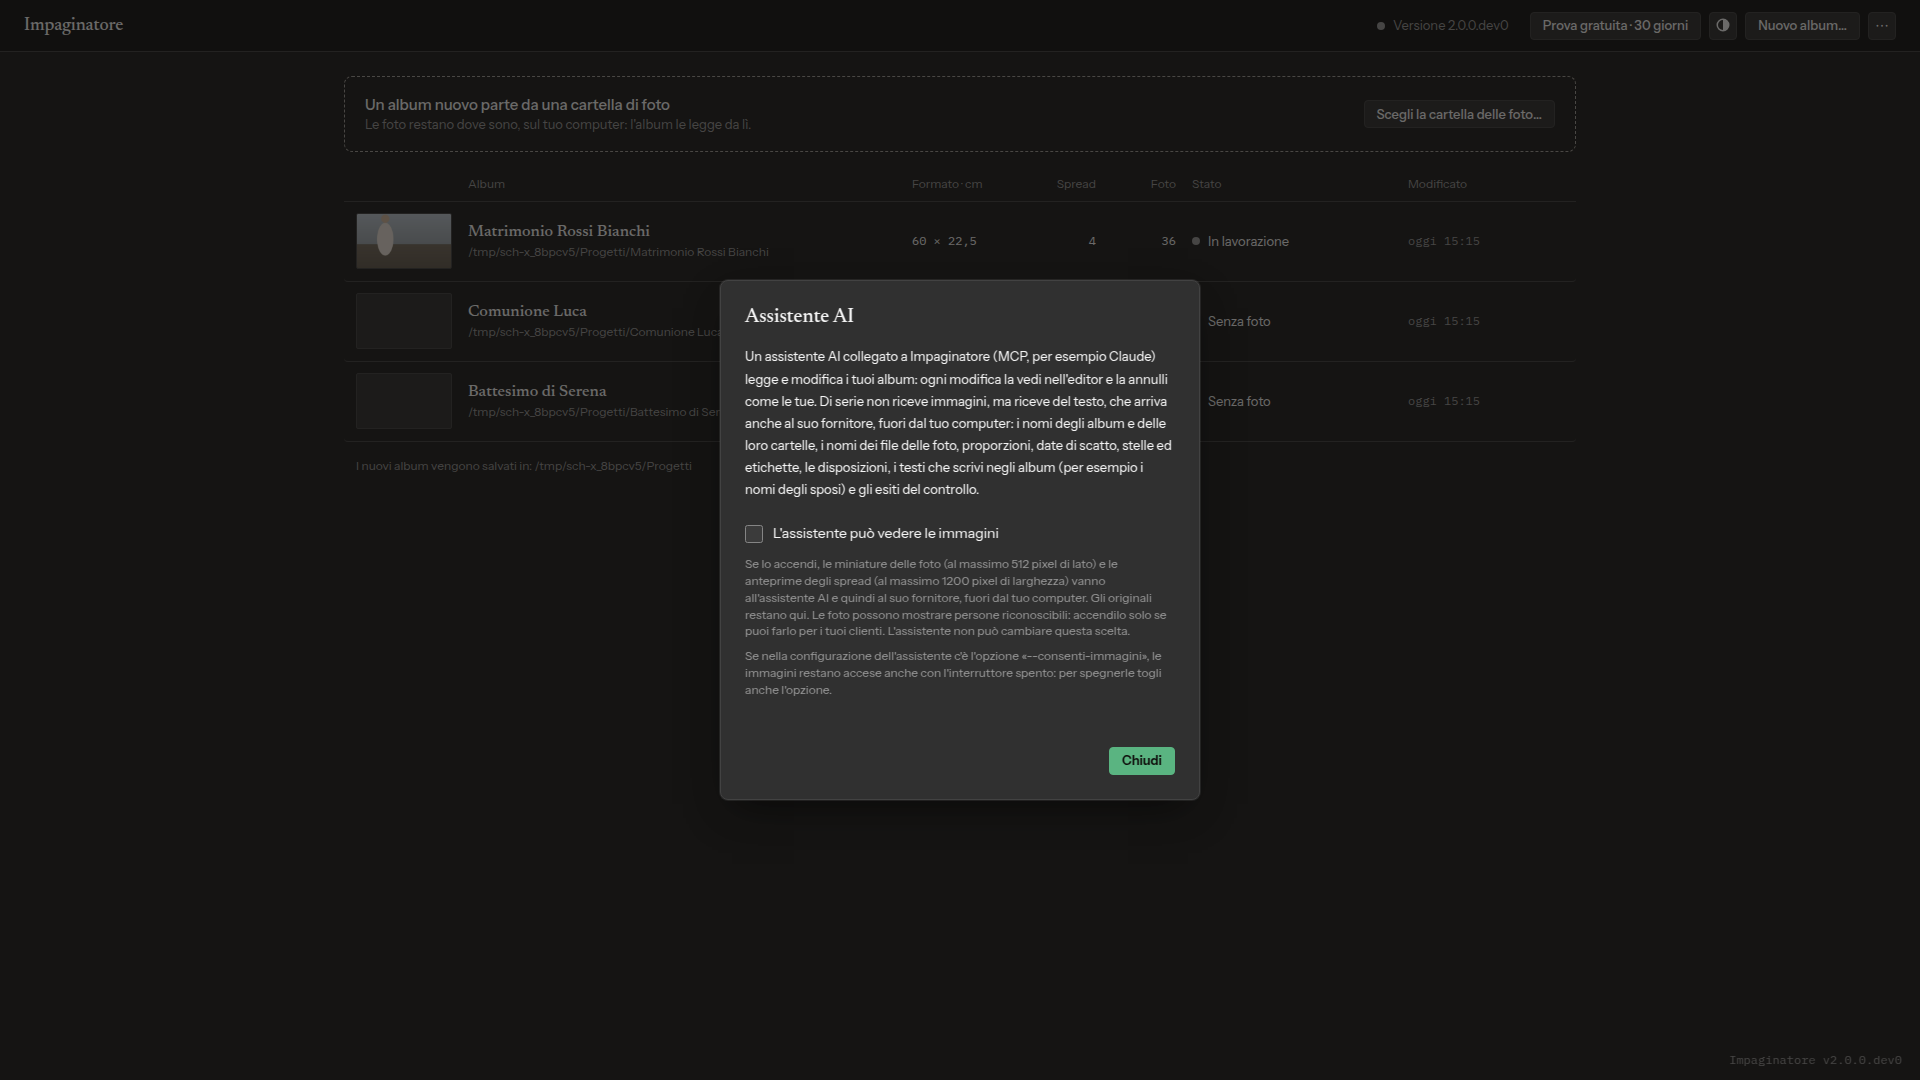 Impaginatore
Versione 2.0.0.dev0
Prova gratuita · 30 giorni
Nuovo album...
Un album nuovo parte da una cartella di foto
Le foto restano dove sono, sul tuo computer: l'album le legge da lì.
Scegli la cartella delle foto...
Album Formato · cm Spread Foto Stato Modificato
Matrimonio Rossi Bianchi
/tmp/sch-x_8bpcv5/Progetti/Matrimonio Rossi Bianchi
60 × 22,5 4 36 In lavorazione oggi 15:15
Comunione Luca
/tmp/sch-x_8bpcv5/Progetti/Comunione Luca
Senza foto oggi 15:15
Battesimo di Serena
/tmp/sch-x_8bpcv5/Progetti/Battesimo di Ser
Senza foto oggi 15:15
I nuovi album vengono salvati in: /tmp/sch-x_8bpcv5/Progetti
Assistente AI
Un assistente AI collegato a Impaginatore (MCP, per esempio Claude)
legge e modifica i tuoi album: ogni modifica la vedi nell'editor e la annulli
come le tue. Di serie non riceve immagini, ma riceve del testo, che arriva
anche al suo fornitore, fuori dal tuo computer: i nomi degli album e delle
loro cartelle, i nomi dei file delle foto, proporzioni, date di scatto, stelle ed
etichette, le disposizioni, i testi che scrivi negli album (per esempio i
nomi degli sposi) e gli esiti del controllo.
L'assistente può vedere le immagini
Se lo accendi, le miniature delle foto (al massimo 512 pixel di lato) e le
anteprime degli spread (al massimo 1200 pixel di larghezza) vanno
all'assistente AI e quindi al suo fornitore, fuori dal tuo computer. Gli originali
restano qui. Le foto possono mostrare persone riconoscibili: accendilo solo se
puoi farlo per i tuoi clienti. L'assistente non può cambiare questa scelta.
Se nella configurazione dell'assistente c'è l'opzione «--consenti-immagini», le
immagini restano accese anche con l'interruttore spento: per spegnerle togli
anche l'opzione.
Chiudi
Impaginatore v2.0.0.dev0